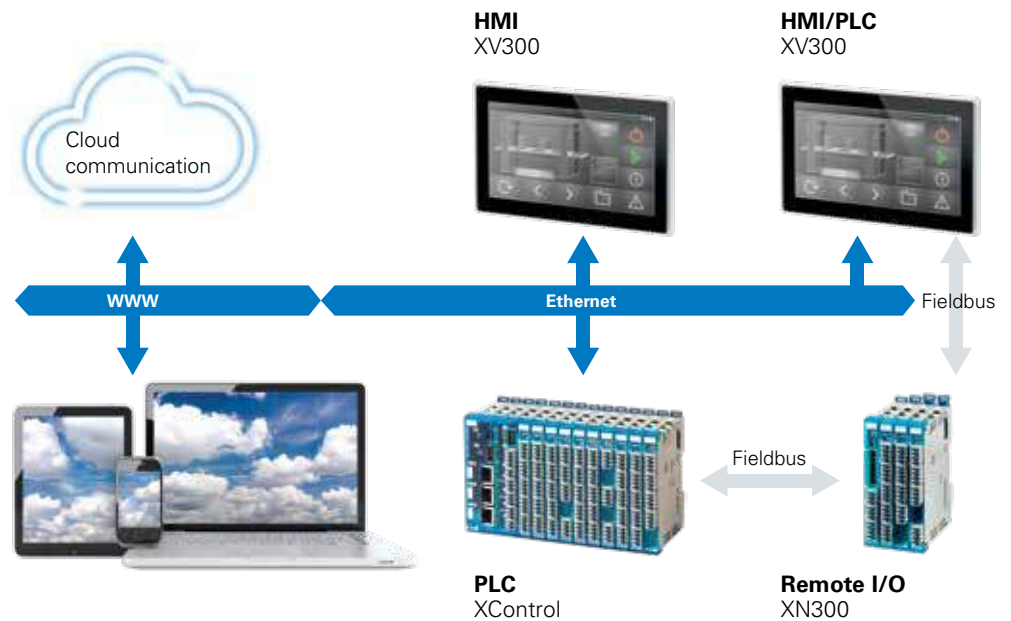 HMI
XV300
HMI/PLC
XV300
Cloud
communication
WWW
Ethernet
Fieldbus
Fieldbus
PLC
XControl
Remote I/O
XN300